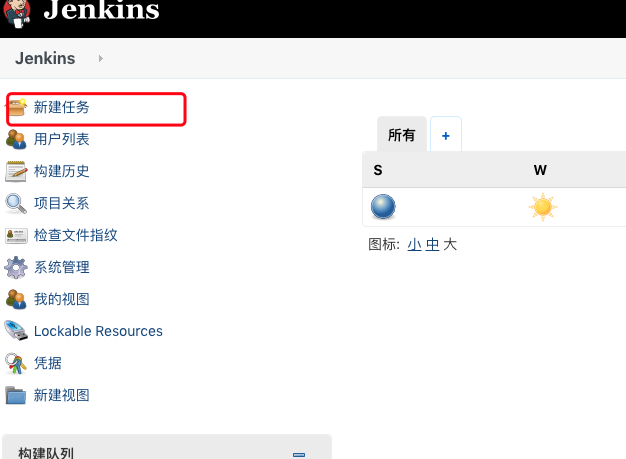 Jenkins
Jenkins
新建任务
用户列表
构建历史
项目关系
检查文件指纹
系统管理
我的视图
Lockable Resources
凭据
新建视图
构建队列
所有 +
S W
图标: 小 中 大